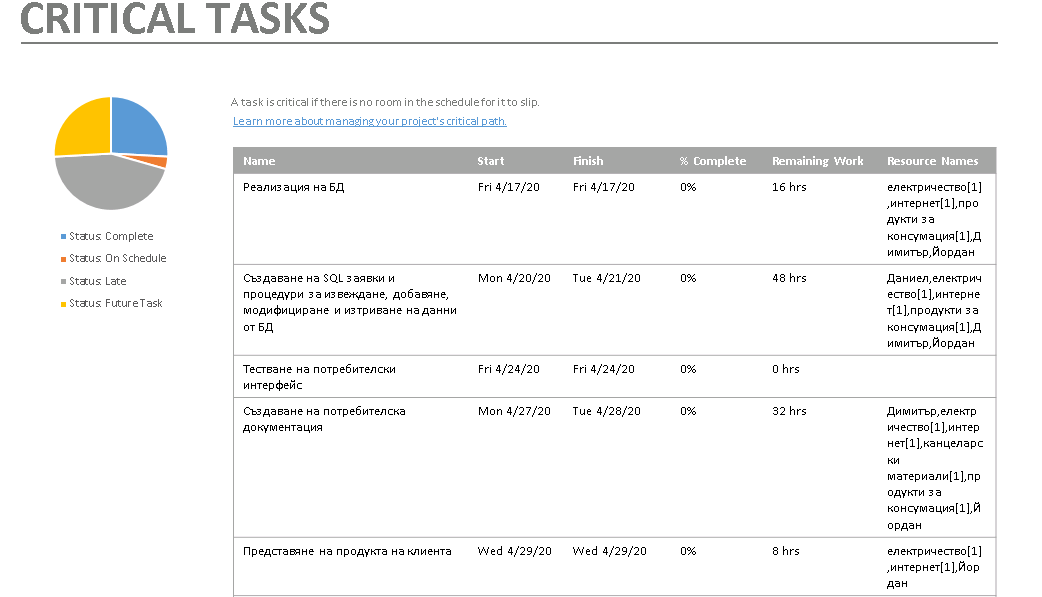 CRITICAL TASKS
A task is critical if there is no room in the schedule for it to slip.
Learn more about managing your project's critical path.
Status: Complete
Status: On Schedule
Status: Late
Status: Future Task
Name Start Finish % Complete Remaining Work Resource Names
Реализация на БД Fri 4/17/20 Fri 4/17/20 0% 16 hrs електричество[1]
,интернет[1],про
дукти за
консумация[1],Д
имитър,Йордан
Създаване на SQL заявки и Mon 4/20/20 Tue 4/21/20 0% 48 hrs Даниел,електрич
процедури за извеждане, добавяне, ество[1],интерне
модифициране и изтриване на данни т[1],продукти за
от БД консумация[1],Д
имитър,Йордан
Тестване на потребителски Fri 4/24/20 Fri 4/24/20 0% 0 hrs
интерфейс
Създаване на потребителска Mon 4/27/20 Tue 4/28/20 0% 32 hrs Димитър,електр
документация ичество[1],интер
нет[1],канцеларс
ки
материали[1],пр
одукти за
консумация[1],Й
ордан
Представяне на продукта на клиента Wed 4/29/20 Wed 4/29/20 0% 8 hrs електричество[1]
,интернет[1],Йор
дан